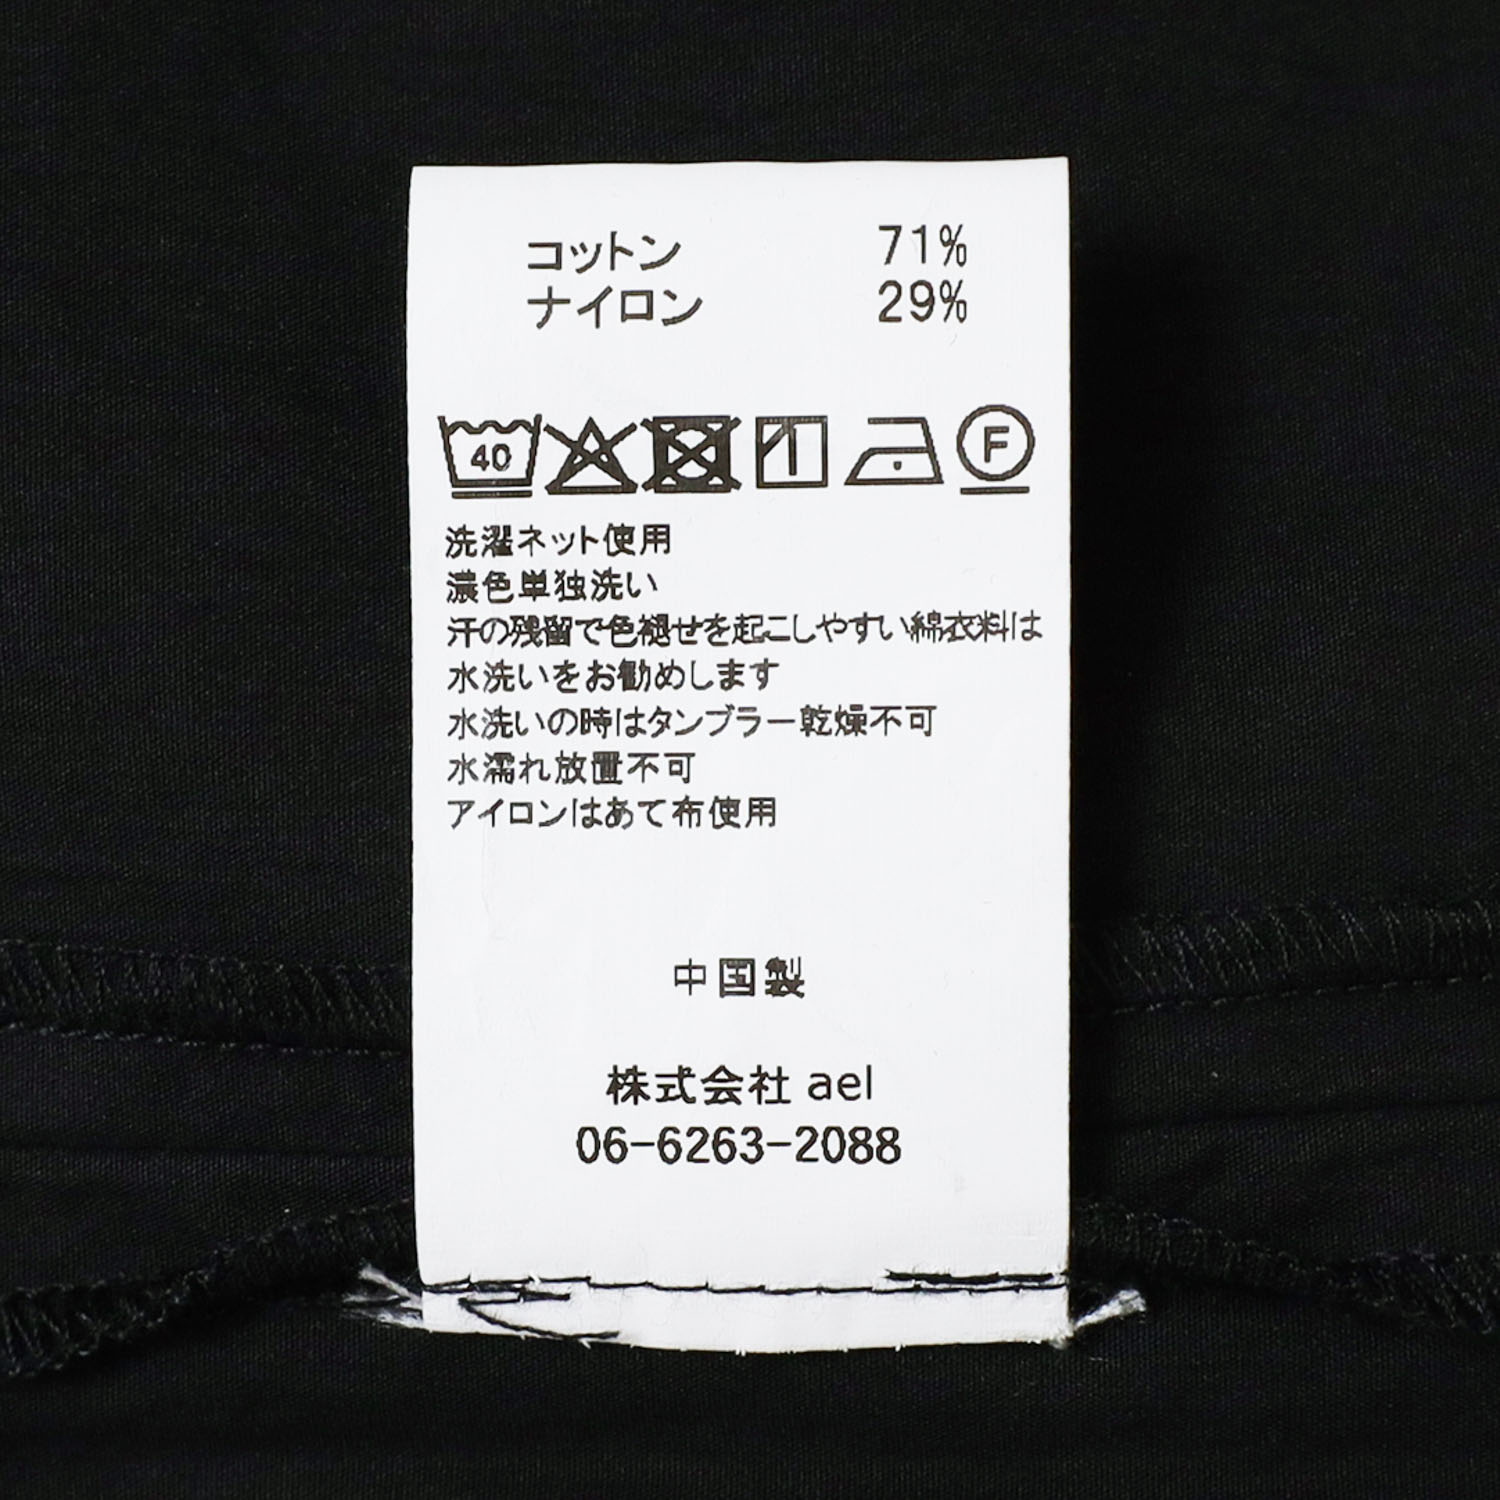 コットン 71%
ナイロン 29%
40 F
洗濯ネット使用
濃色単独洗い
汗の残留で色褪せを起こしやすい綿衣料は
水洗いをお勧めします
水洗いの時はタンブラー乾燥不可
水濡れ放置不可
アイロンはあて布使用
中国製
株式会社 ael
06-6263-2088